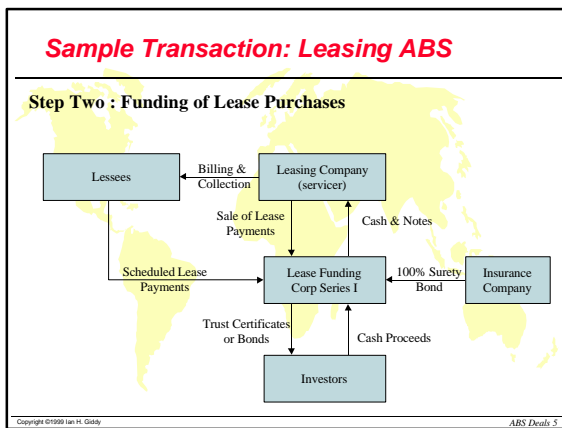 Sample Transaction: Leasing ABS
Step Two : Funding of Lease Purchases
Lessees
Billing &
Collection
Leasing Company
(servicer)
Sale of Lease
Payments
Cash & Notes
Scheduled Lease
Payments
Lease Funding
Corp Series I
100% Surety
Bond
Insurance
Company
Trust Certificates
or Bonds
Cash Proceeds
Investors
Copyright ©1999 Ian H. Giddy
ABS Deals 5